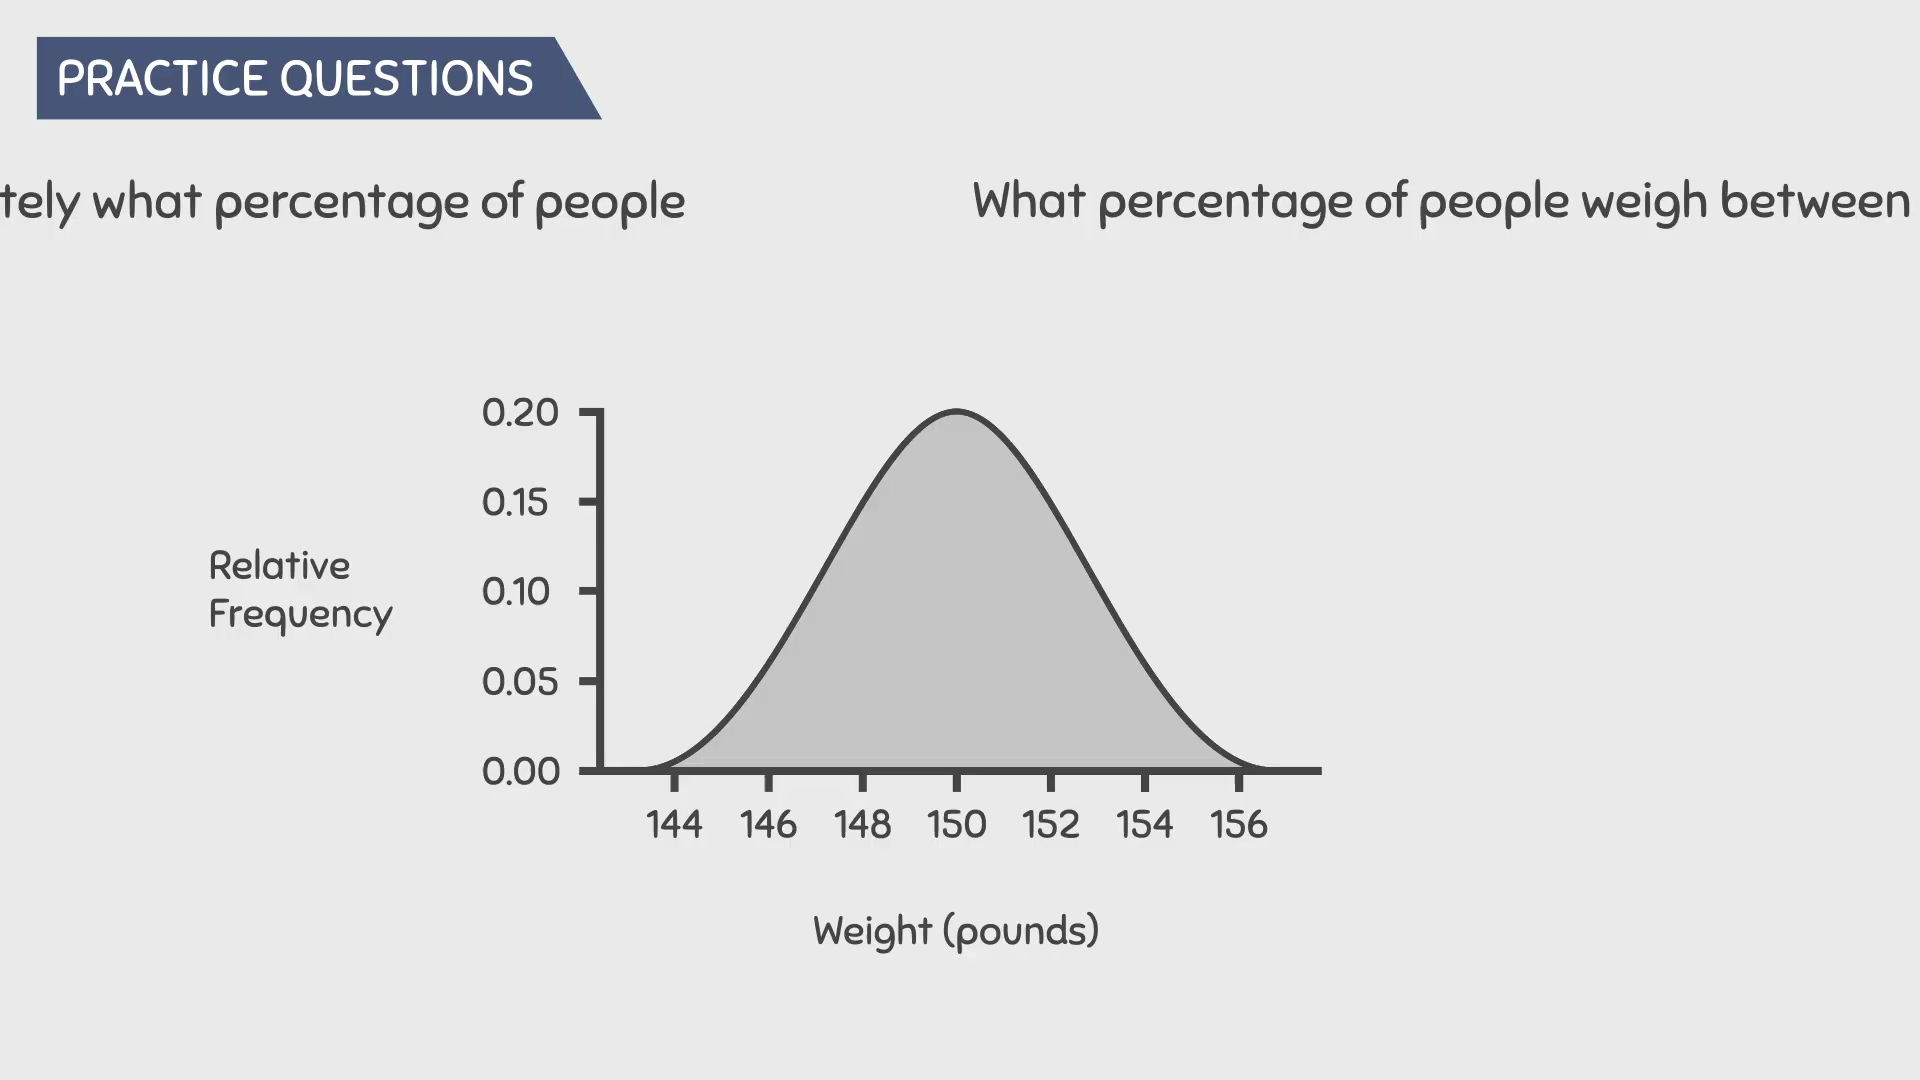 PRACTICE QUESTIONS
tely what percentage of people
What percentage of people weigh between
0.20
0.15
0.10
0.05
0.00
Relative
Frequency
144 146 148 150 152 154 156
Weight (pounds)